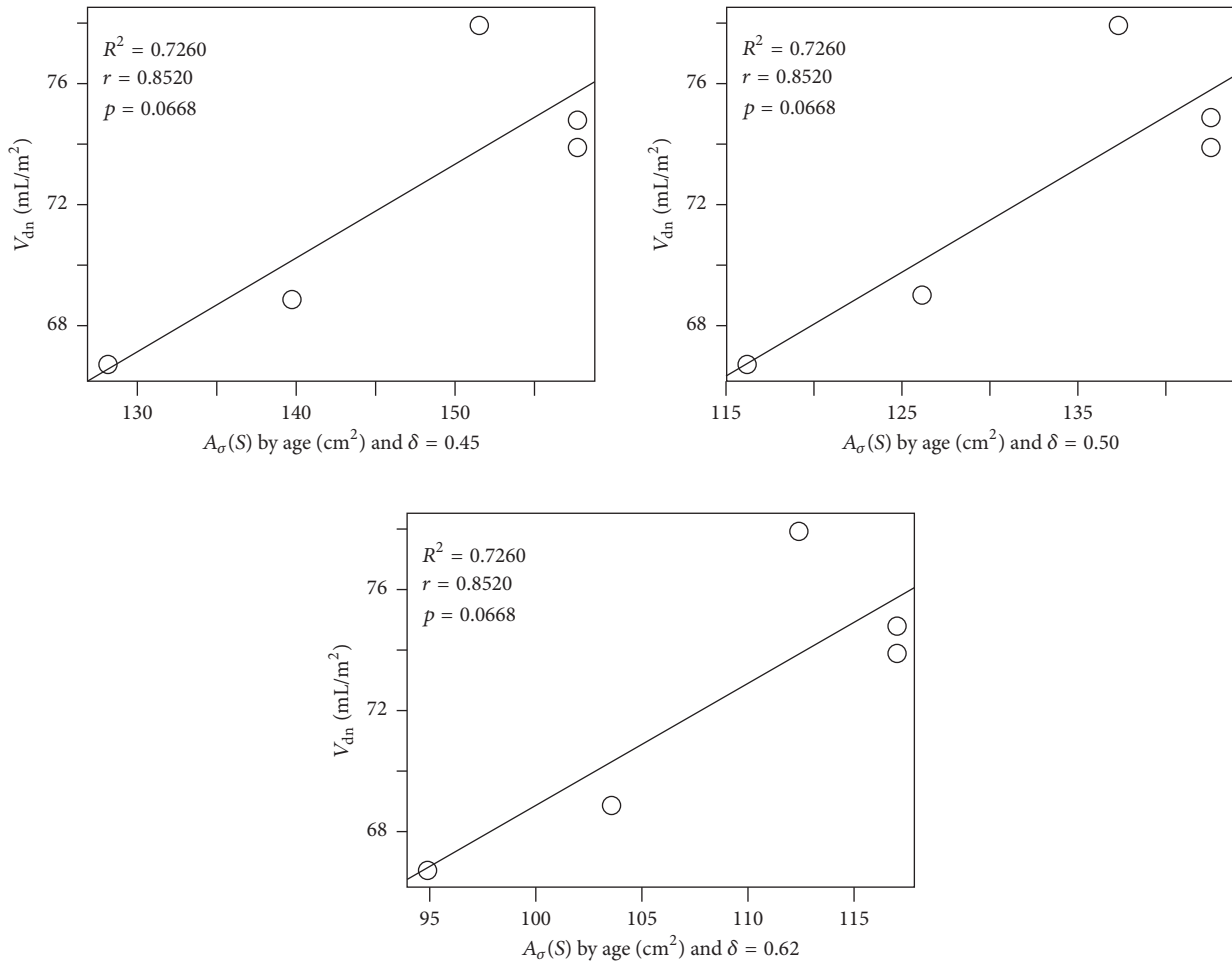 R² = 0.7260
r = 0.8520
p = 0.0668
76
72
68
V_dn (mL/m²)
130 140 150
A_σ(S) by age (cm²) and δ = 0.45
R² = 0.7260
r = 0.8520
p = 0.0668
76
72
68
V_dn (mL/m²)
115 125 135
A_σ(S) by age (cm²) and δ = 0.50
R² = 0.7260
r = 0.8520
p = 0.0668
76
72
68
V_dn (mL/m²)
95 100 105 110 115
A_σ(S) by age (cm²) and δ = 0.62